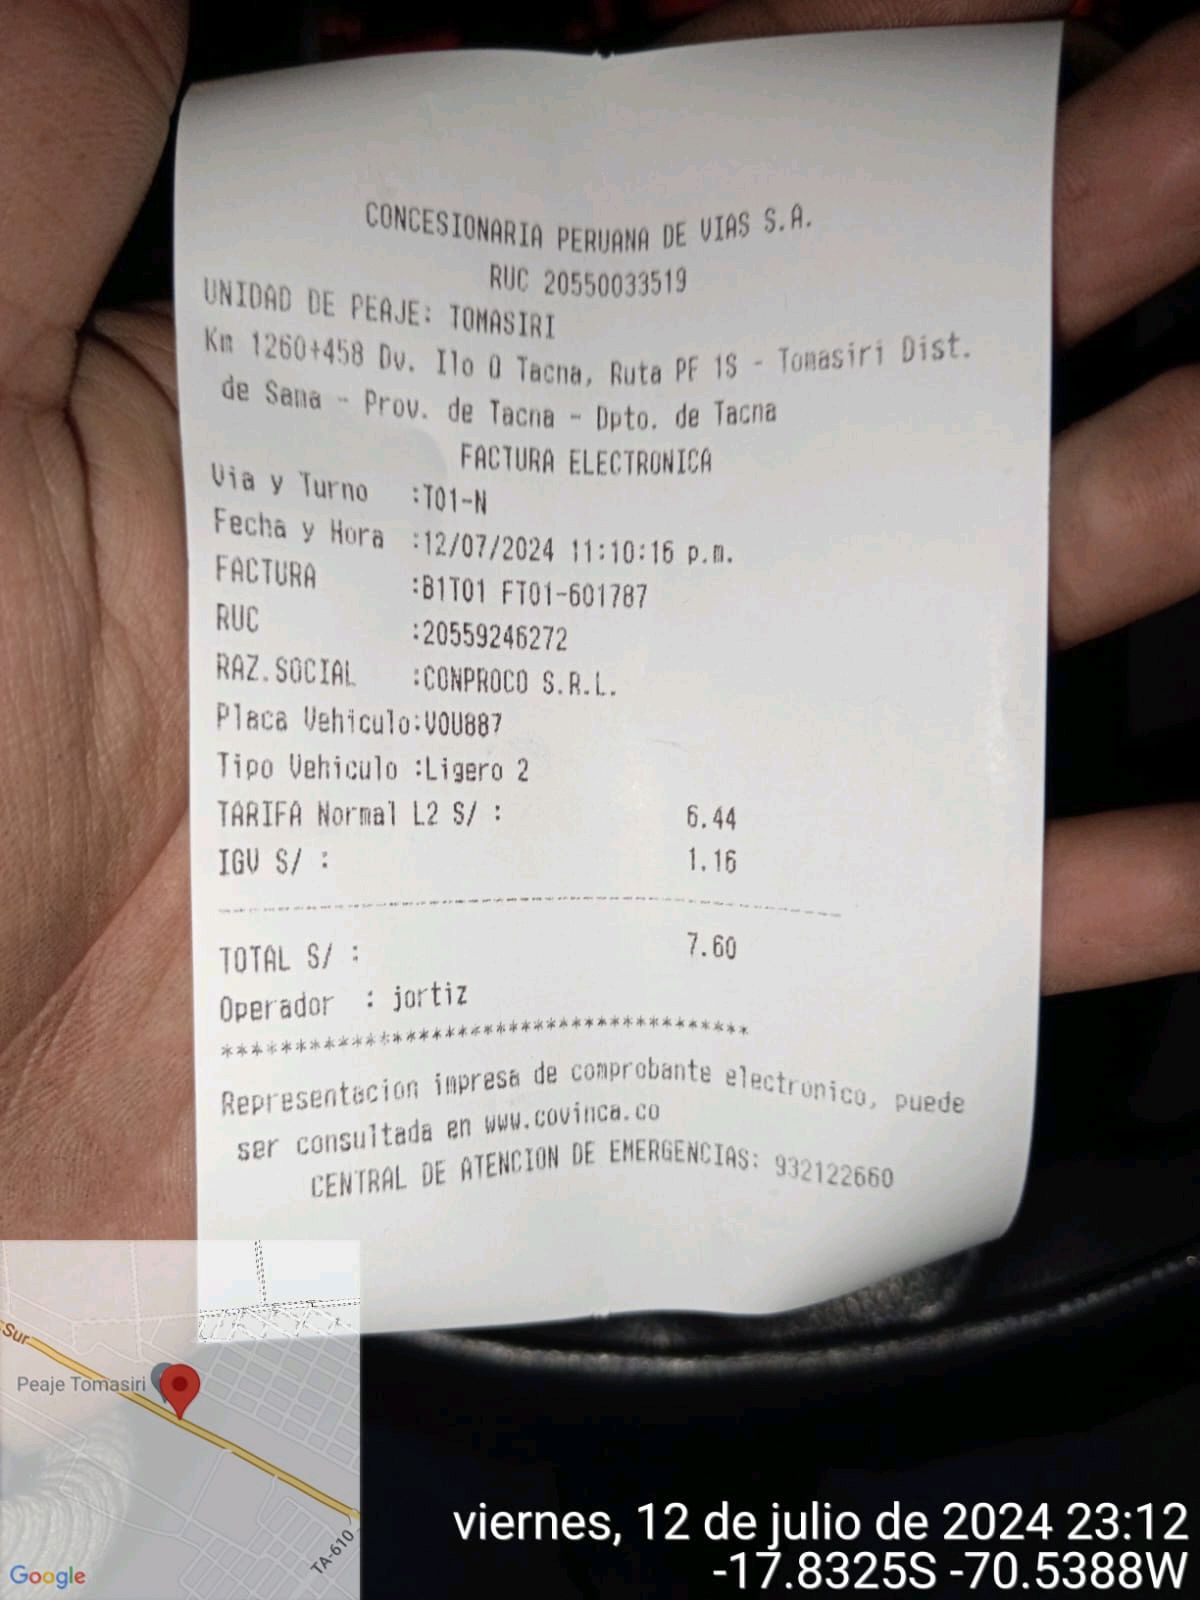 CONCESIONARIA PERUANA DE VIAS S.A.
RUC 20550033519
UNIDAD DE PEAJE: TOMASIRI
Km 1260+458 Dv. Ilo O Tacna, Ruta PE 1S - Tomasiri Dist.
de Sama - Prov. de Tacna - Dpto. de Tacna
FACTURA ELECTRONICA
Via y Turno :T01-N
Fecha y Hora :12/07/2024 11:10:16 p.m.
FACTURA :B1T01 FT01-601787
RUC :20559246272
RAZ.SOCIAL :CONPROCO S.R.L.
Placa Vehiculo:VOU887
Tipo Vehiculo :Ligero 2
TARIFA Normal L2 S/ : 6.44
IGV S/ : 1.16
TOTAL S/ : 7.60
Operador : jortiz
************************************
Representacion impresa de comprobante electronico, puede
ser consultada en www.covinca.co
CENTRAL DE ATENCION DE EMERGENCIAS: 932122660
Sur
Peaje Tomasiri
TA-610
Google
viernes, 12 de julio de 2024 23:12
-17.8325S -70.5388W